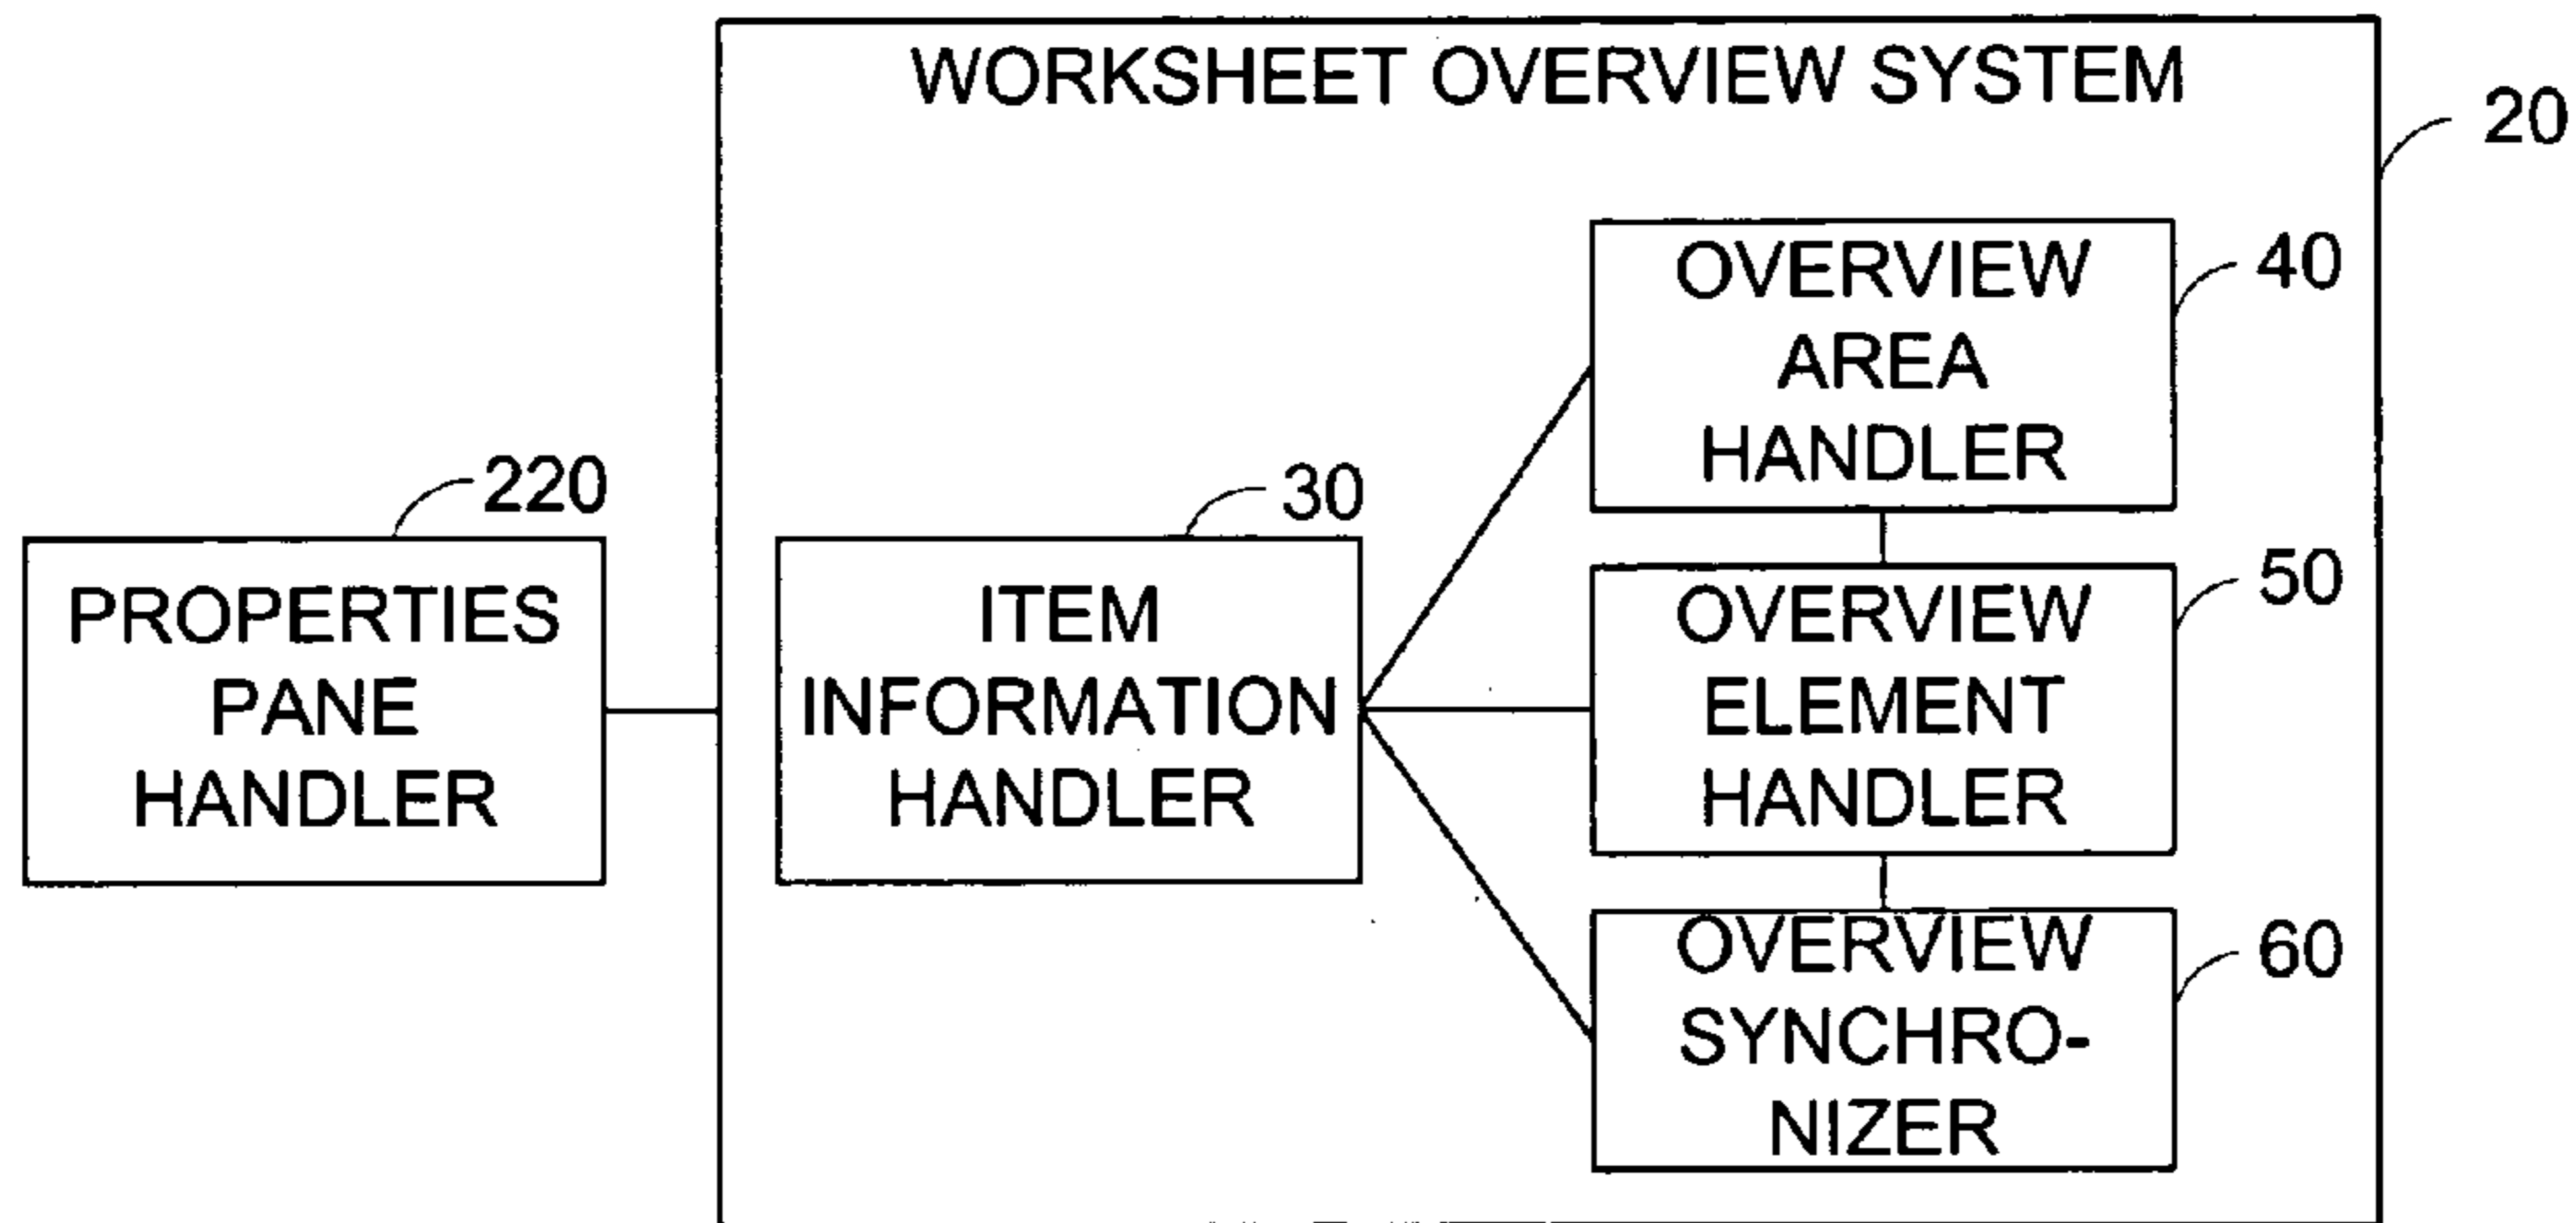 WORKSHEET OVERVIEW SYSTEM
20
OVERVIEW
AREA
HANDLER
40
220
PROPERTIES
PANE
HANDLER
30
ITEM
INFORMATION
HANDLER
OVERVIEW
ELEMENT
HANDLER
50
OVERVIEW
SYNCHRO-
NIZER
60